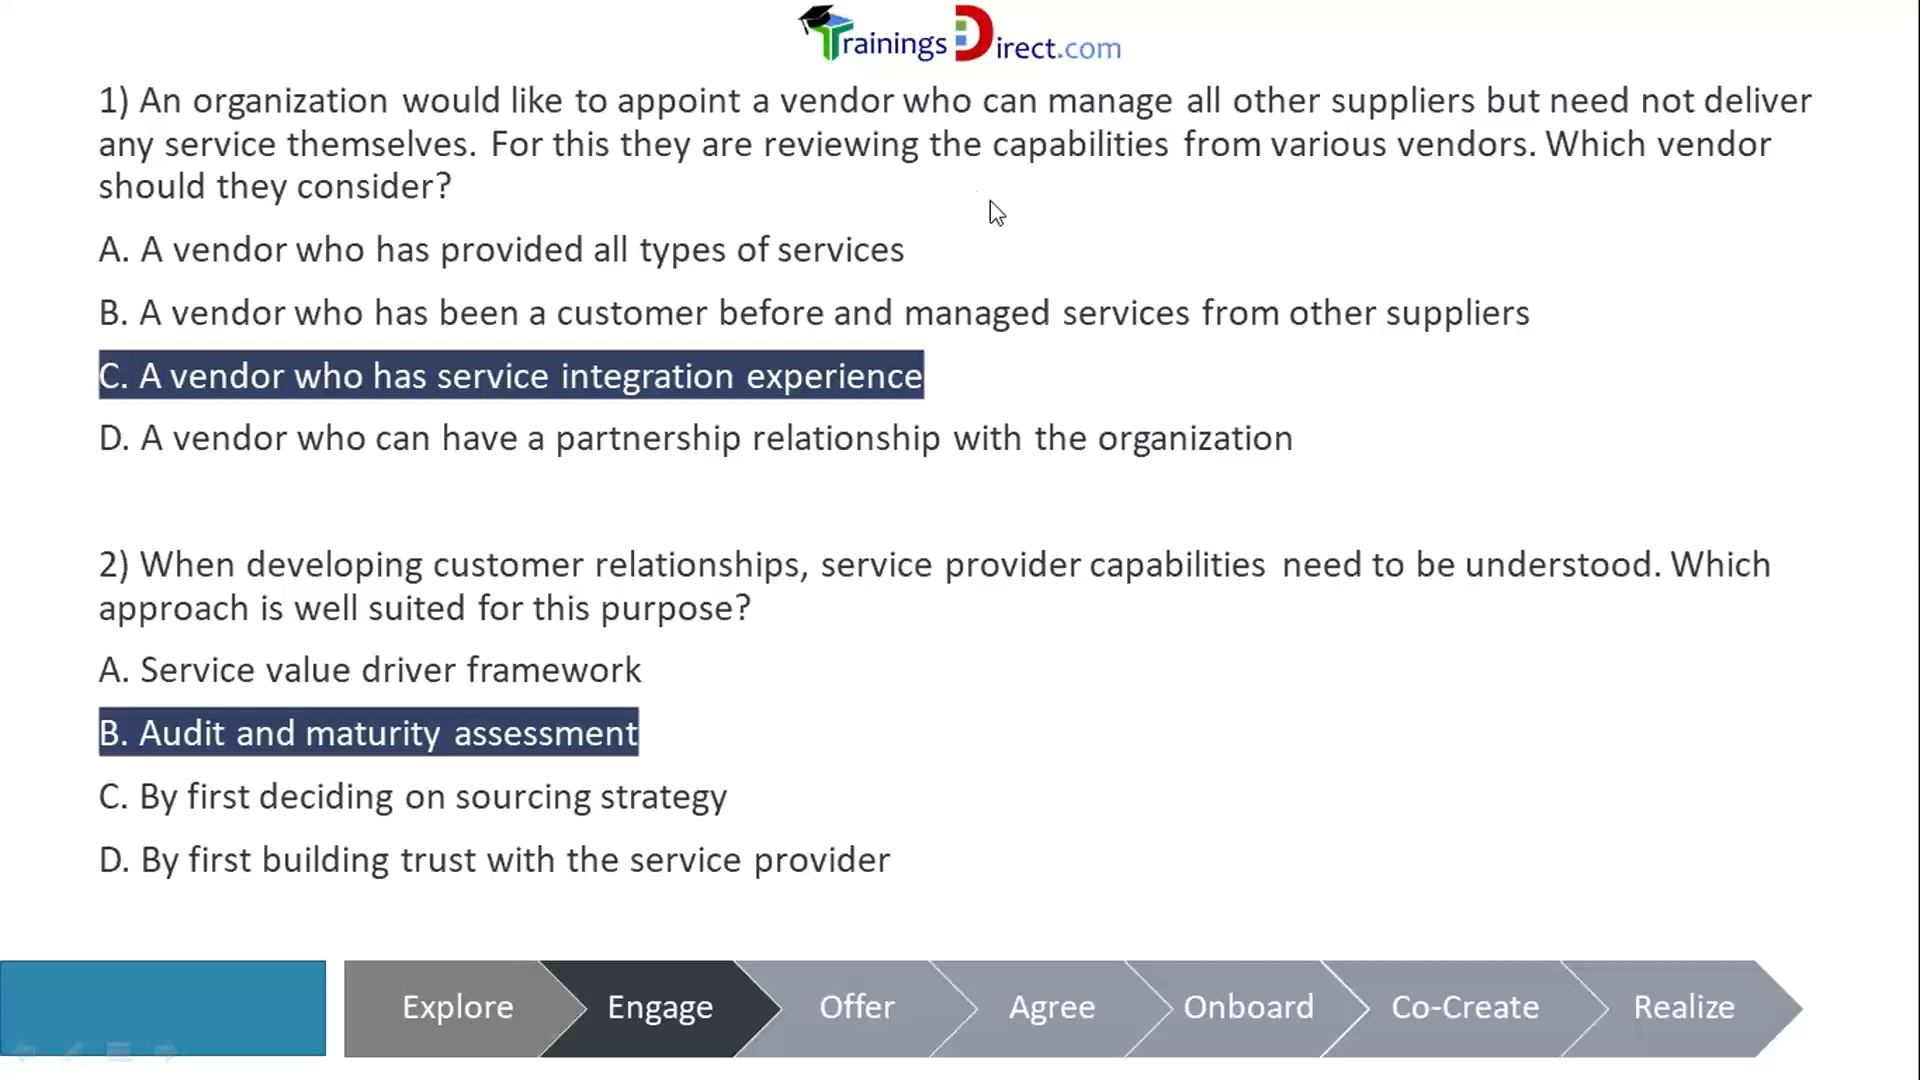 TrainingsDirect.com
1) An organization would like to appoint a vendor who can manage all other suppliers but need not deliver
any service themselves. For this they are reviewing the capabilities from various vendors. Which vendor
should they consider?
A. A vendor who has provided all types of services
B. A vendor who has been a customer before and managed services from other suppliers
C. A vendor who has service integration experience
D. A vendor who can have a partnership relationship with the organization
2) When developing customer relationships, service provider capabilities need to be understood. Which
approach is well suited for this purpose?
A. Service value driver framework
B. Audit and maturity assessment
C. By first deciding on sourcing strategy
D. By first building trust with the service provider
Explore Engage Offer Agree Onboard Co-Create Realize